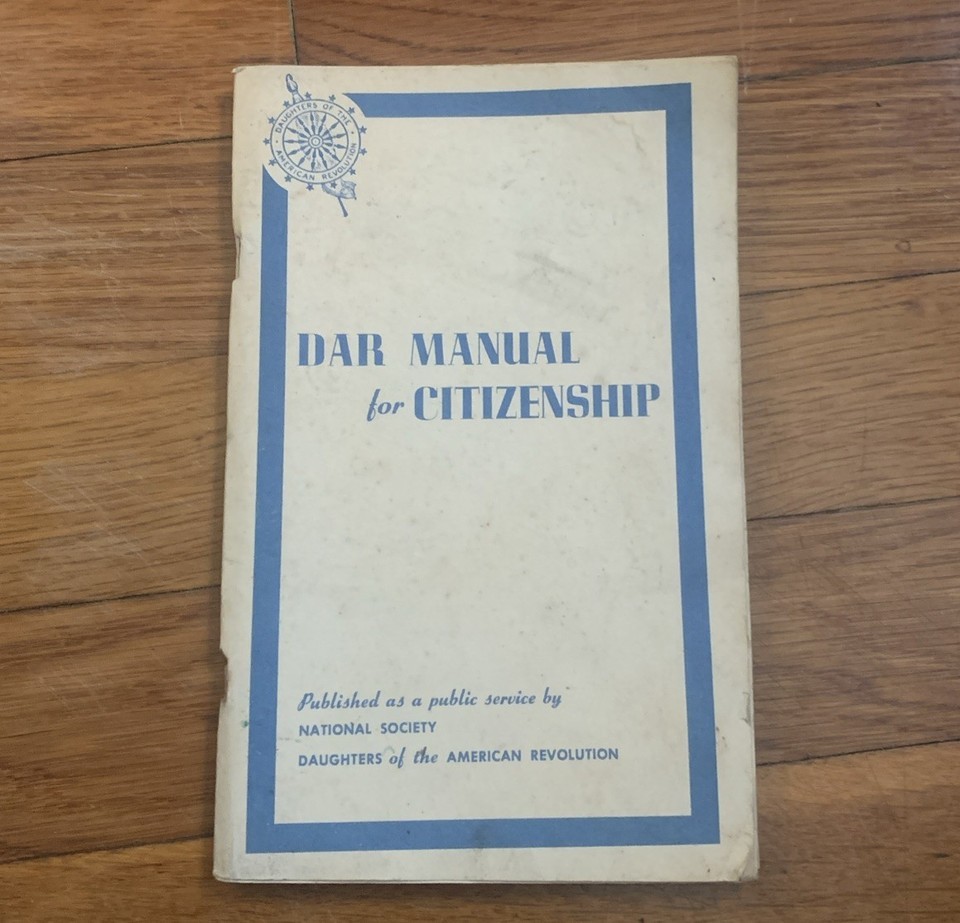 DAUGHTERS OF THE
AMERICAN REVOLUTION
DAR MANUAL
for CITIZENSHIP
Published as a public service by
NATIONAL SOCIETY
DAUGHTERS of the AMERICAN REVOLUTION